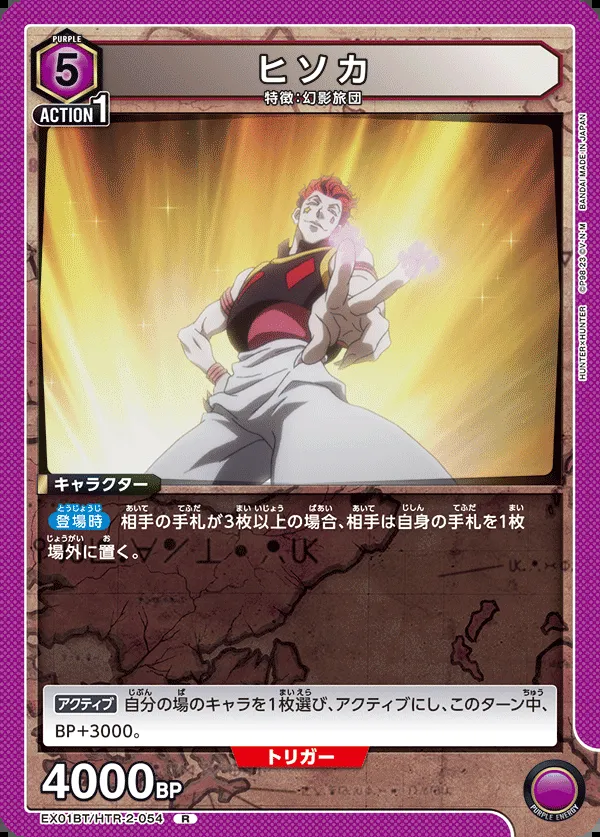 PURPLE
5
ACTION 1
ヒソカ
特徴:幻影旅団
HUNTER×HUNTER ©P98-23 ©V・N・M BANDAI MADE IN JAPAN
キャラクター
登場時 相手の手札が3枚以上の場合、相手は自身の手札を1枚
場外に置く。
アクティブ 自分の場のキャラを1枚選び、アクティブにし、このターン中、
BP+3000。
トリガー
4000BP
EX01BT/HTR-2-054 R
PURPLE ENERGY